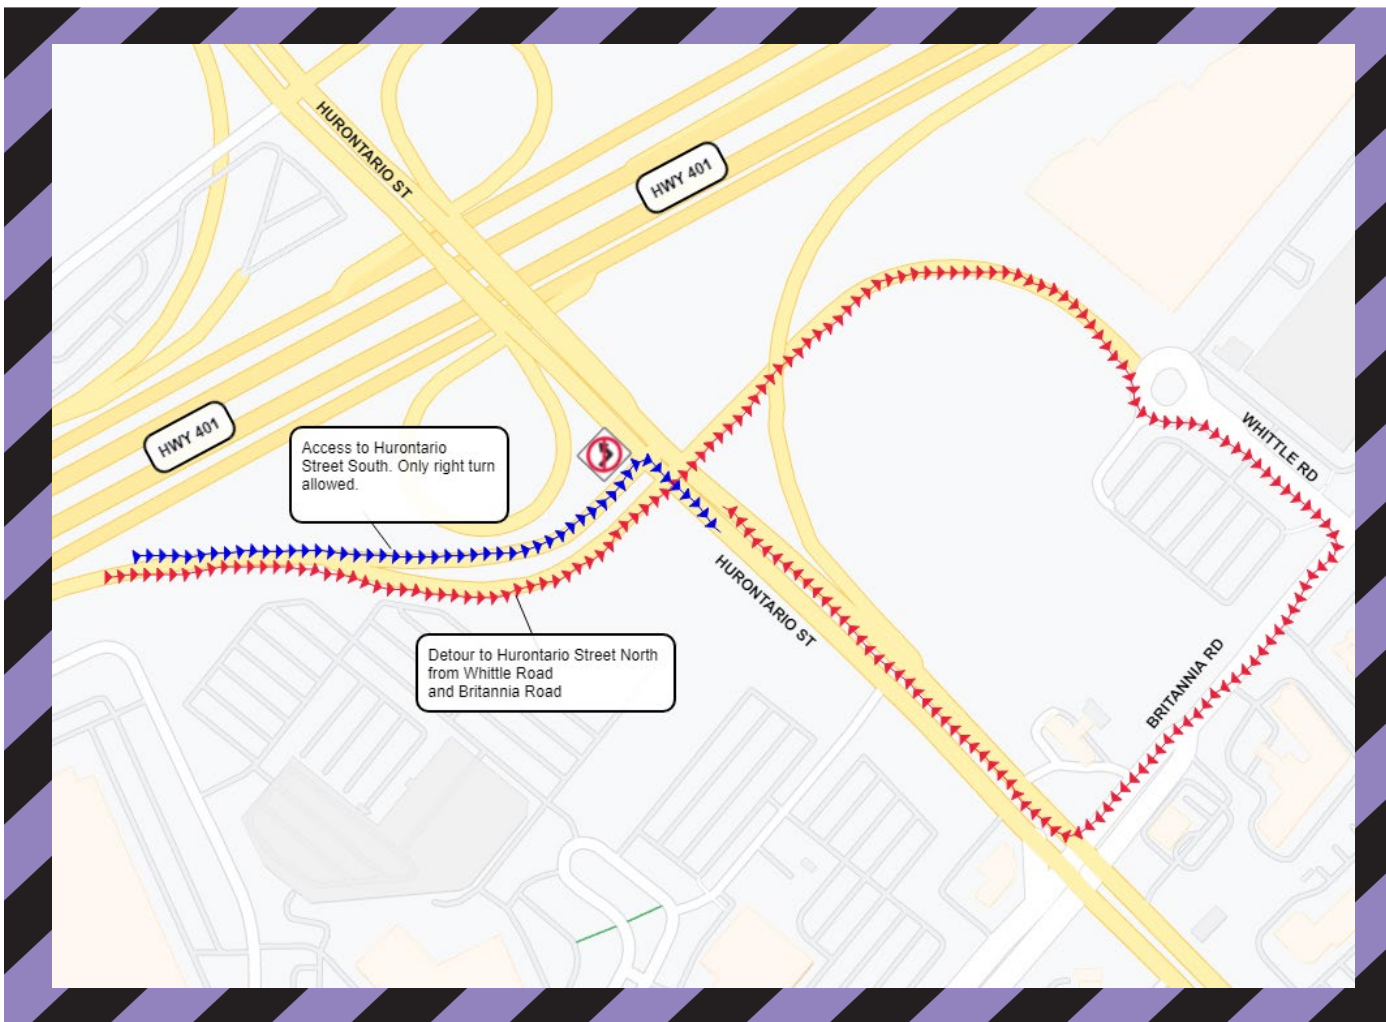 HURONTARIO ST
HWY 401
HWY 401
Access to Hurontario
Street South. Only right turn
allowed.
WHITTLE RD
HURONTARIO ST
Detour to Hurontario Street North
from Whittle Road
and Britannia Road
BRITANNIA RD